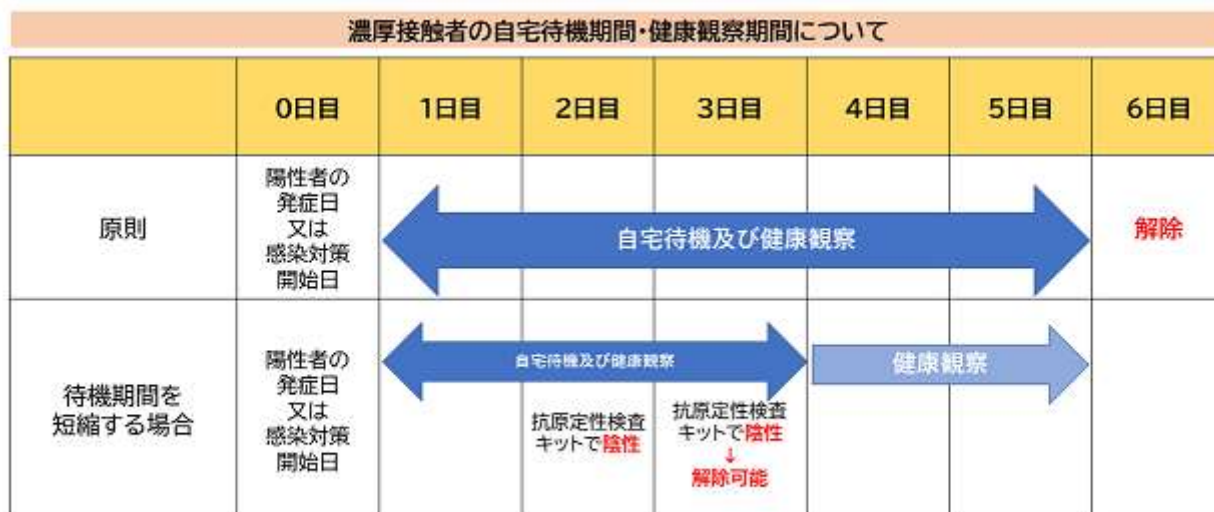 濃厚接触者の自宅待機期間・健康観察期間について
0日目
1日目
2日目
3日目
4日目
5日目
6日目
原則
陽性者の
発症日
又は
感染対策
開始日
自宅待機及び健康観察
解除
待機期間を
短縮する場合
陽性者の
発症日
又は
感染対策
開始日
自宅待機及び健康観察
健康観察
抗原定性検査
キットで陰性
抗原定性検査
キットで陰性
↓
解除可能